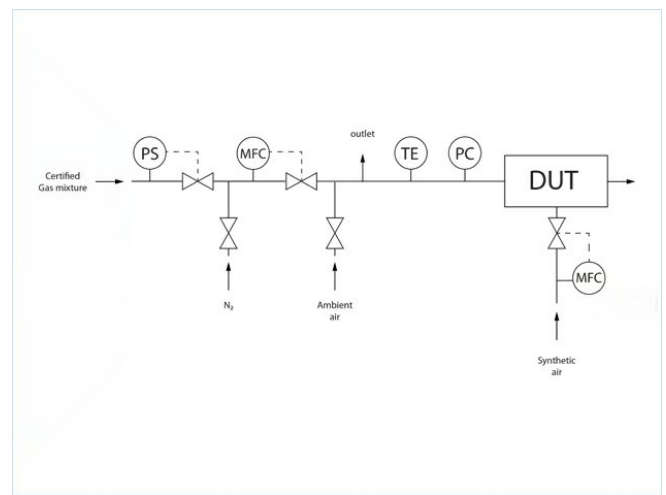 outlet
PS
MFC
TE
PC
Certified
Gas mixture
DUT
MFC
N₂
Ambient
air
Synthetic
air